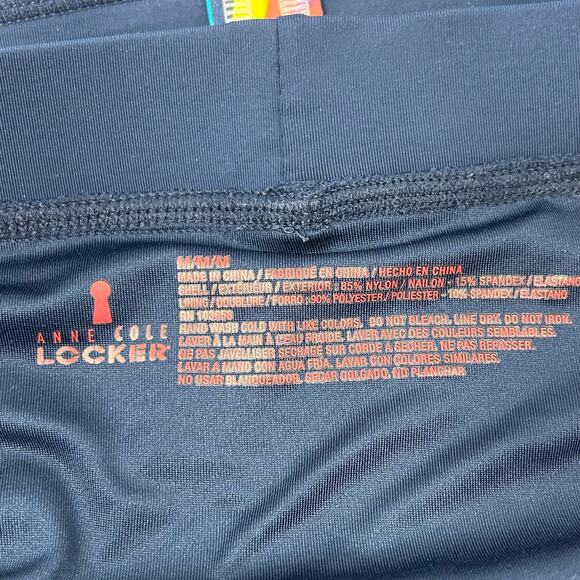 M/M/M
MADE IN CHINA / FABRIQUÉ EN CHINA / HECHO EN CHINA
SHELL / EXTÉRIEUR / EXTERIOR : 85% NYLON / NAILON - 15% SPANDEX / ELASTANO
LINING / DOUBLURE / FORRO : 90% POLYESTER / POLIESTER - 10% SPANDEX / ELASTANO
RN
HAND WASH COLD WITH LIKE COLORS. DO NOT BLEACH. LINE DRY. DO NOT IRON.
LAVER À LA MAIN À L'EAU FROIDE. LAVER AVEC DES COULEURS SEMBLABLES.
NE PAS JAVELLISER SECHAGE SUR CORDE À SÉCHER. NE PAS REPASSER.
LAVAR A MANO CON AGUA FRIA. LAVAR CON COLORES SIMILARES.
NO USAR BLANQUEADOR. SECAR COLGADO. NO PLANCHAR.
ANNE COLE
LOCKER